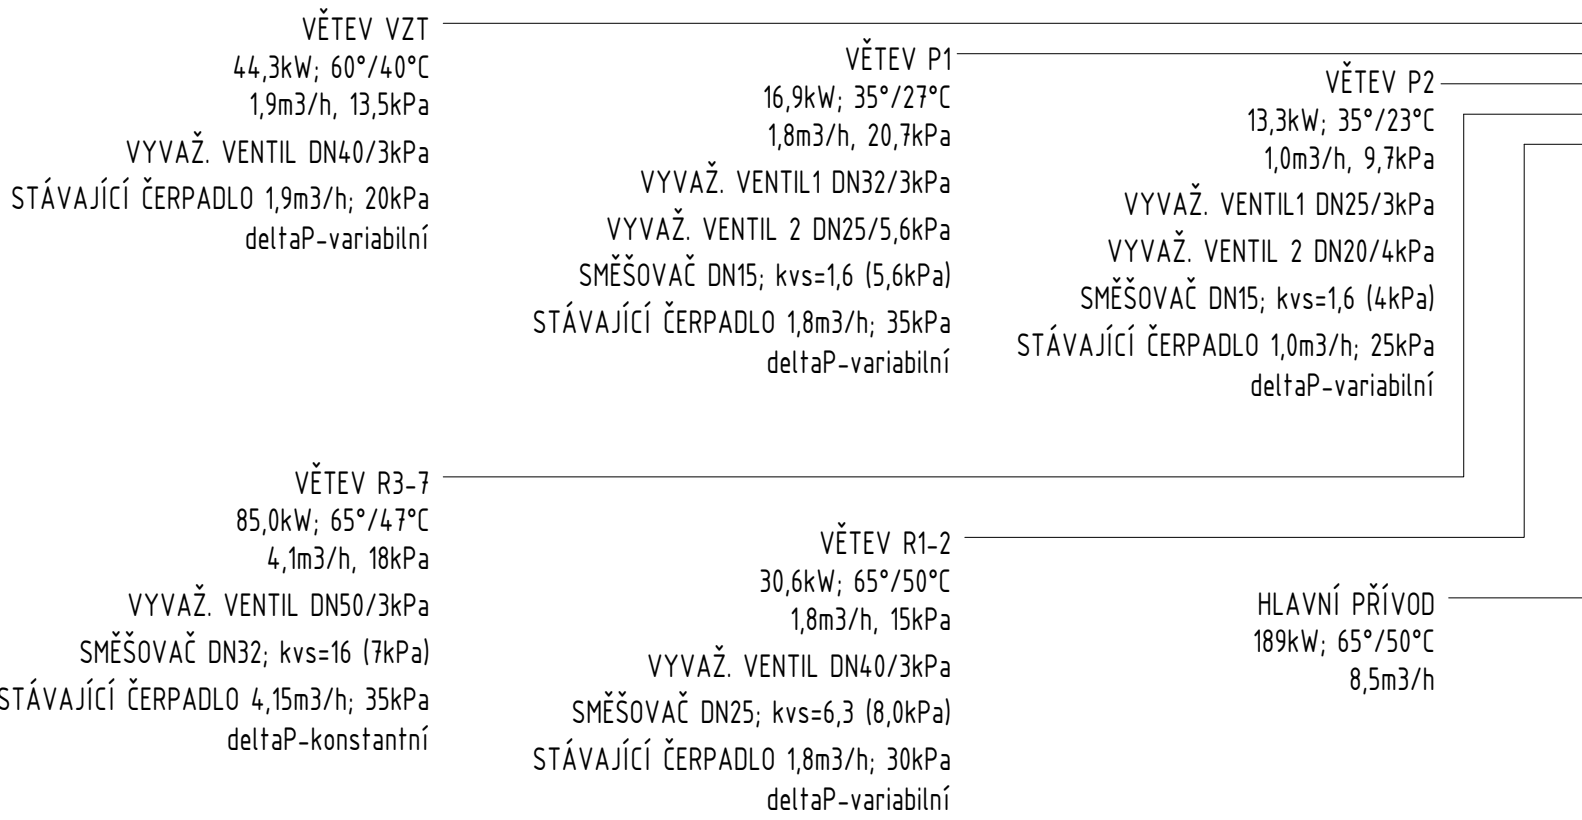 VĚTEV VZT
44,3kW; 60°/40°C
1,9m3/h, 13,5kPa
VYVAŽ. VENTIL DN40/3kPa
STÁVAJÍCÍ ČERPADLO 1,9m3/h; 20kPa
deltaP-variabilní
VĚTEV P1
16,9kW; 35°/27°C
1,8m3/h, 20,7kPa
VYVAŽ. VENTIL1 DN32/3kPa
VYVAŽ. VENTIL 2 DN25/5,6kPa
SMĚŠOVAČ DN15; kvs=1,6 (5,6kPa)
STÁVAJÍCÍ ČERPADLO 1,8m3/h; 35kPa
deltaP-variabilní
VĚTEV P2
13,3kW; 35°/23°C
1,0m3/h, 9,7kPa
VYVAŽ. VENTIL1 DN25/3kPa
VYVAŽ. VENTIL 2 DN20/4kPa
SMĚŠOVAČ DN15; kvs=1,6 (4kPa)
STÁVAJÍCÍ ČERPADLO 1,0m3/h; 25kPa
deltaP-variabilní
VĚTEV R3-7
85,0kW; 65°/47°C
4,1m3/h, 18kPa
VYVAŽ. VENTIL DN50/3kPa
SMĚŠOVAČ DN32; kvs=16 (7kPa)
STÁVAJÍCÍ ČERPADLO 4,15m3/h; 35kPa
deltaP-konstantní
VĚTEV R1-2
30,6kW; 65°/50°C
1,8m3/h, 15kPa
VYVAŽ. VENTIL DN40/3kPa
SMĚŠOVAČ DN25; kvs=6,3 (8,0kPa)
STÁVAJÍCÍ ČERPADLO 1,8m3/h; 30kPa
deltaP-variabilní
HLAVNÍ PŘÍVOD
189kW; 65°/50°C
8,5m3/h